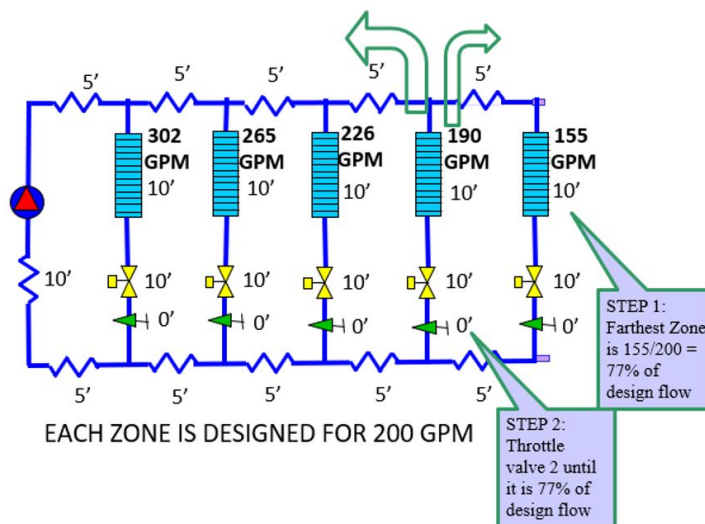 5’
5’
5’
5’
5’
302
GPM
10’
265
GPM
10’
226
GPM
10’
190
GPM
10’
155
GPM
10’
10’
10’
10’
10’
10’
10’
0’
0’
0’
0’
0’
5’
5’
5’
5’
5’
STEP 1:
Farthest Zone
is 155/200 =
77% of
design flow
EACH ZONE IS DESIGNED FOR 200 GPM
STEP 2:
Throttle
valve 2 until
it is 77% of
design flow